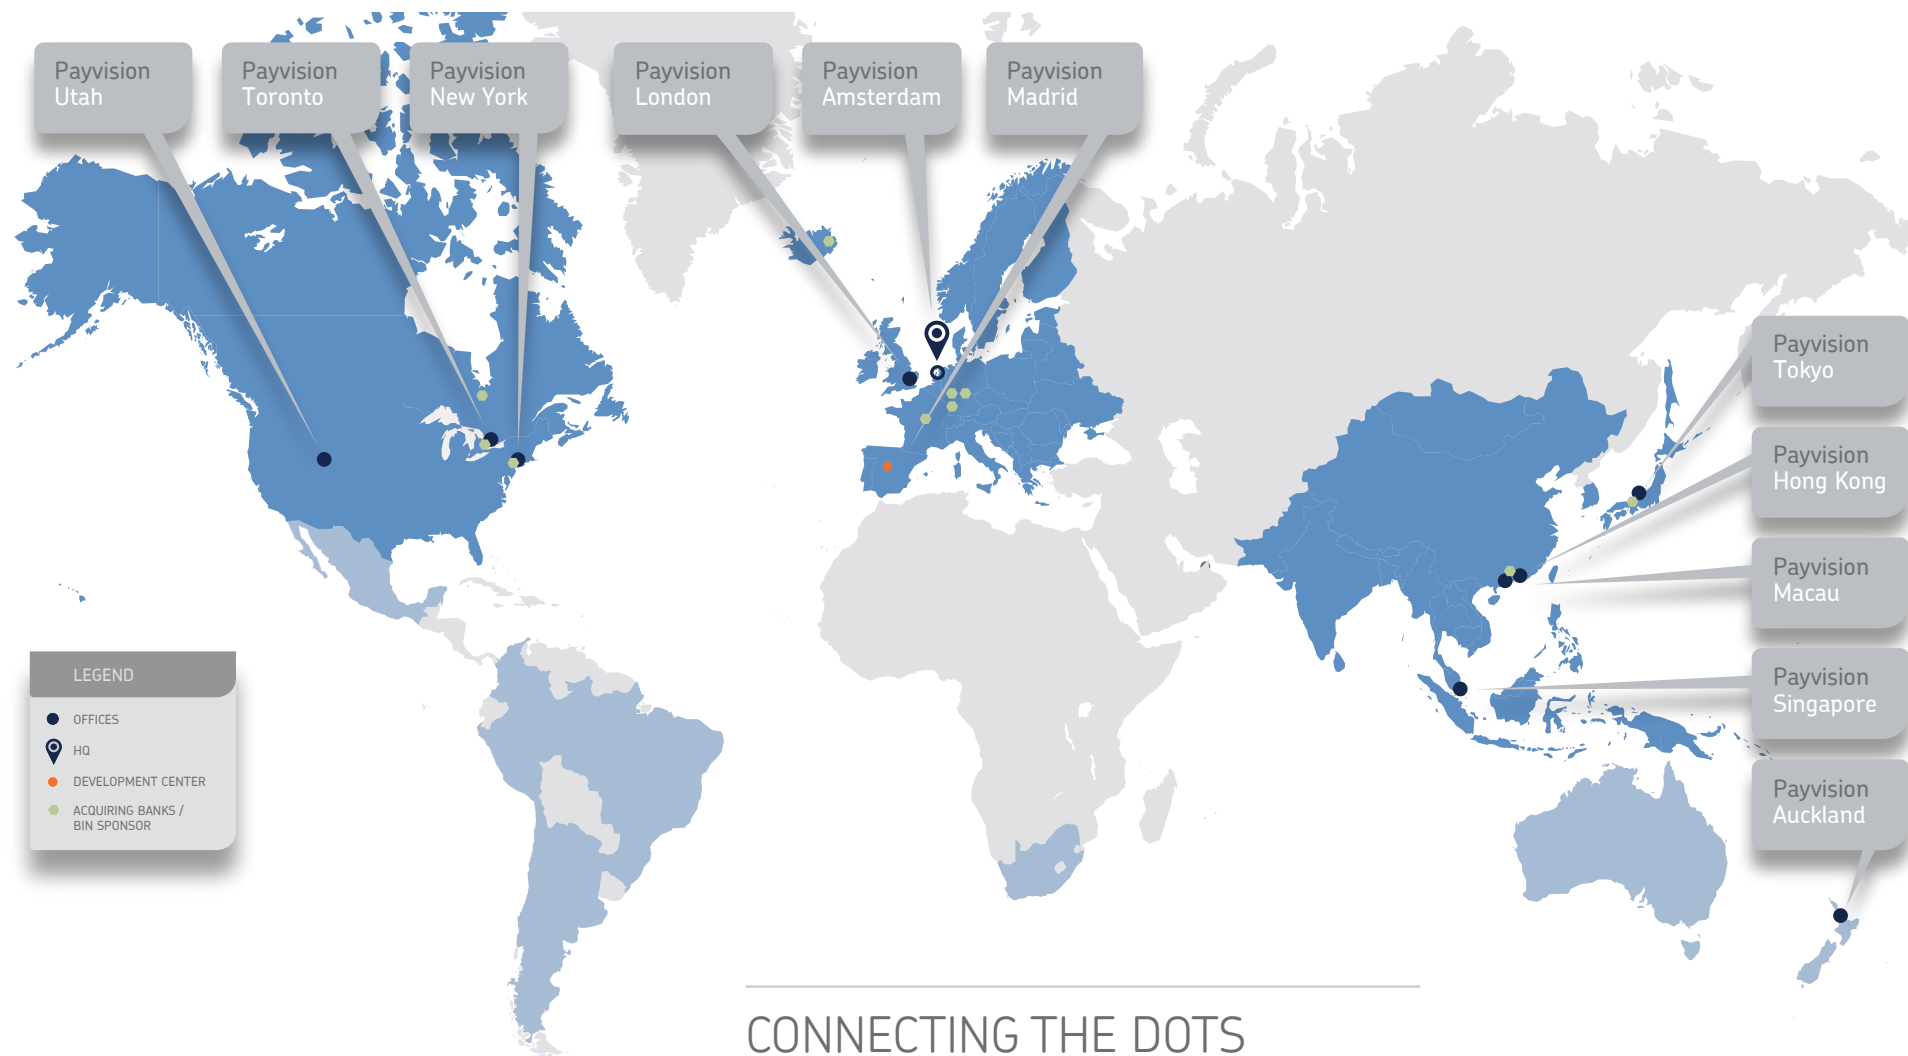 Payvision
Utah
Payvision
Toronto
Payvision
New York
Payvision
London
Payvision
Amsterdam
Payvision
Madrid
Payvision
Tokyo
Payvision
Hong Kong
Payvision
Macau
Payvision
Singapore
Payvision
Auckland
LEGEND
OFFICES
HQ
DEVELOPMENT CENTER
ACQUIRING BANKS /
BIN SPONSOR
CONNECTING THE DOTS